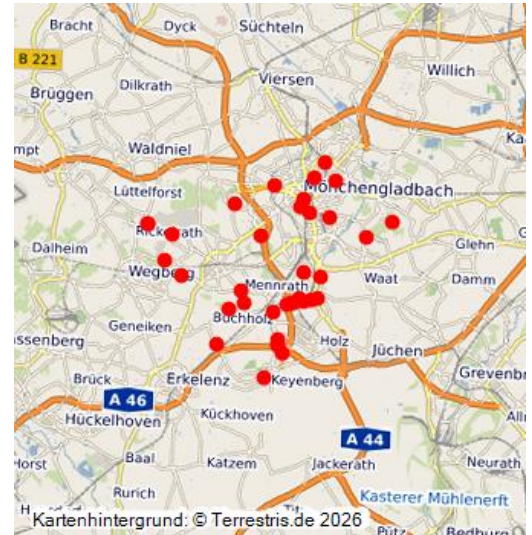 Bracht
Dyck
Süchteln
B 221
Viersen
Willich
Dilkrath
Brüggen
Waldniel
Lüttelforst
Mönchengladbach
Rickelrath
Dalheim
Glehn
Wegberg
Mennrath
Waat
Damm
Buchholz
Geneiken
Holz
Jüchen
Brück
Erkelenz
Keyenberg
Grevenbr
A 46
Hückelhoven
Kückhoven
A 44
Horst
Baal
Katzem
Jackerath
Neurath
Rurich
Kasterer Mühlenerft
Kartenhintergrund: © Terrestris.de 2026
Pütz
Bedburg